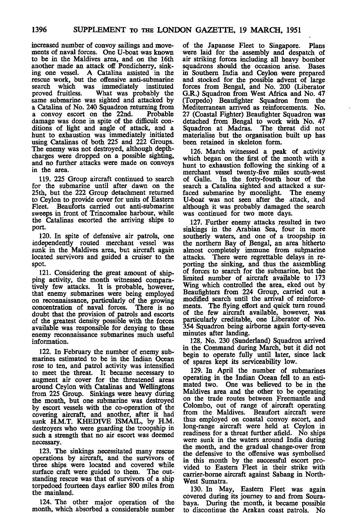 1396 SUPPLEMENT TO THE LONDON GAZETTE, 19 MARCH, 1951
increased number of convoy sailings and move-
ments of naval forces. One U-boat was known
to be in the Maldives area, and on the 16th
another made an attack off Pondicherry, sink-
ing one vessel. A Catalina assisted in the
rescue work, but the offensive anti-submarine
search which was immediately instituted
proved fruitless. What was probably the
same submarine was sighted and attacked by
a Catalina of No. 240 Squadron returning from
a convoy escort on the 22nd. Probable
damage was done in spite of the difficult con-
ditions of light and angle of attack, and a
hunt to exhaustion was immediately initiated
using Catalinas of both 225 and 222 Groups.
The enemy was not destroyed, although depth-
charges were dropped on a possible sighting,
and no further attacks were made on convoys
in the area.
119. 225 Group aircraft continued to search
for the submarine until after dawn on the
25th, but the 222 Group detachment returned
to Ceylon to provide cover for units of Eastern
Fleet. Beauforts carried out anti-submarine
sweeps in front of Trincomalee harbour, while
the Catalinas escorted the arriving ships to
port.
120. In spite of defensive air patrols, one
independently routed merchant vessel was
sunk in the Maldives area, but aircraft again
located survivors and guided a cruiser to the
spot.
121. Considering the great amount of ship-
ping activity, the month witnessed compara-
tively few attacks. It is probable, however,
that enemy submarines were being employed
on reconnaissance, particularly of the growing
concentration of naval forces. There is no
doubt that the provision of patrols and escorts
of the greatest density possible with the forces
available was responsible for denying to these
enemy reconnaissance submarines much useful
information.
122. In February the number of enemy sub-
marines estimated to be in the Indian Ocean
rose to ten, and patrol activity was intensified
to meet the threat. It became necessary to
augment air cover for the threatened areas
around Ceylon with Catalinas and Wellingtons
from 225 Group. Sinkings were heavy during
the month, but one submarine was destroyed
by escort vessels with the co-operation of the
covering aircraft, and another, after it had
sunk H.M.T. KHEDIVE ISMAIL, by H.M.
destroyers who were guarding the troopship in
such a strength that no air escort was deemed
necessary.
123. The sinkings necessitated many rescue
operations by aircraft, and the survivors of
three ships were located and covered while
surface craft were guided to them. The out-
standing rescue was that of survivors of a ship
torpedoed fourteen days earlier 800 miles from
the mainland.
124. The other major operation of the
month, which absorbed a considerable number
of the Japanese Fleet to Singapore. Plans
were laid for the assembly and despatch of
air striking forces including all heavy bomber
squadrons should the occasion arise. Bases
in Southern India and Ceylon were prepared
and stocked for the possible advent of large
forces from Bengal, and No. 200 (Liberator
G.R.) Squadron from West Africa and No. 47
(Torpedo) Beaufighter Squadron from the
Mediterranean arrived as reinforcements. No.
27 (Coastal Fighter) Beaufighter Squadron was
detached from Bengal to work with No. 47
Squadron at Madras. The threat did not
materialise but the organisation built up has
been retained in skeleton form.
126. March witnessed a peak of activity
which began on the first of the month with a
hunt to exhaustion following the sinking of a
merchant vessel twenty-five miles south-west
of Galle. In the forty-fourth hour of the
search a Catalina sighted and attacked a sur-
faced submarine by moonlight. The enemy
U-boat was not seen after the attack, and
although it was probably damaged the search
was continued for two more days.
127. Further enemy attacks resulted in two
sinkings in the Arabian Sea, four in more
southerly waters, and one of a troopship in
the northern Bay of Bengal, an area hitherto
almost completely immune from submarine
attacks. There were regrettable delays in re-
porting the sinking, and thus the assembling
of forces to search for the submarine, but the
limited number of aircraft available to 173
Wing which controlled the area, eked out by
Beaufighters from 224 Group, carried out a
modified search until the arrival of reinforce-
ments. The flying effort and quick turn round
of the few aircraft available, however, was
particularly creditable, one Liberator of No.
354 Squadron being airborne again forty-seven
minutes after landing.
128. No. 230 (Sunderland) Squadron arrived
in the Command during March, but it did not
begin to operate fully until later, since lack
of spares kept its serviceability low.
129. In April the number of submarines
operating in the Indian Ocean fell to an esti-
mated two. One was believed to be in the
Maldives area and the other to be operating
on the trade routes between Freemantle and
Colombo, out of range of aircraft operating
from the Maldives. Beaufort aircraft were
thus employed on coastal convoy escort, and
long-range aircraft were held at Ceylon in
readiness for a threat further afield. No ships
were sunk in the waters around India during
the month, and the gradual change-over from
the defensive to the offensive was symbolised
in this month by the successful escort pro-
vided to Eastern Fleet in their strike with
carrier-borne aircraft against Sabang in North-
West Sumatra.
130. In May, Eastern Fleet was again
covered during its journey to and from Soura-
baya. During the month, it became possible
to discontinue the Arakan coast patrols. No